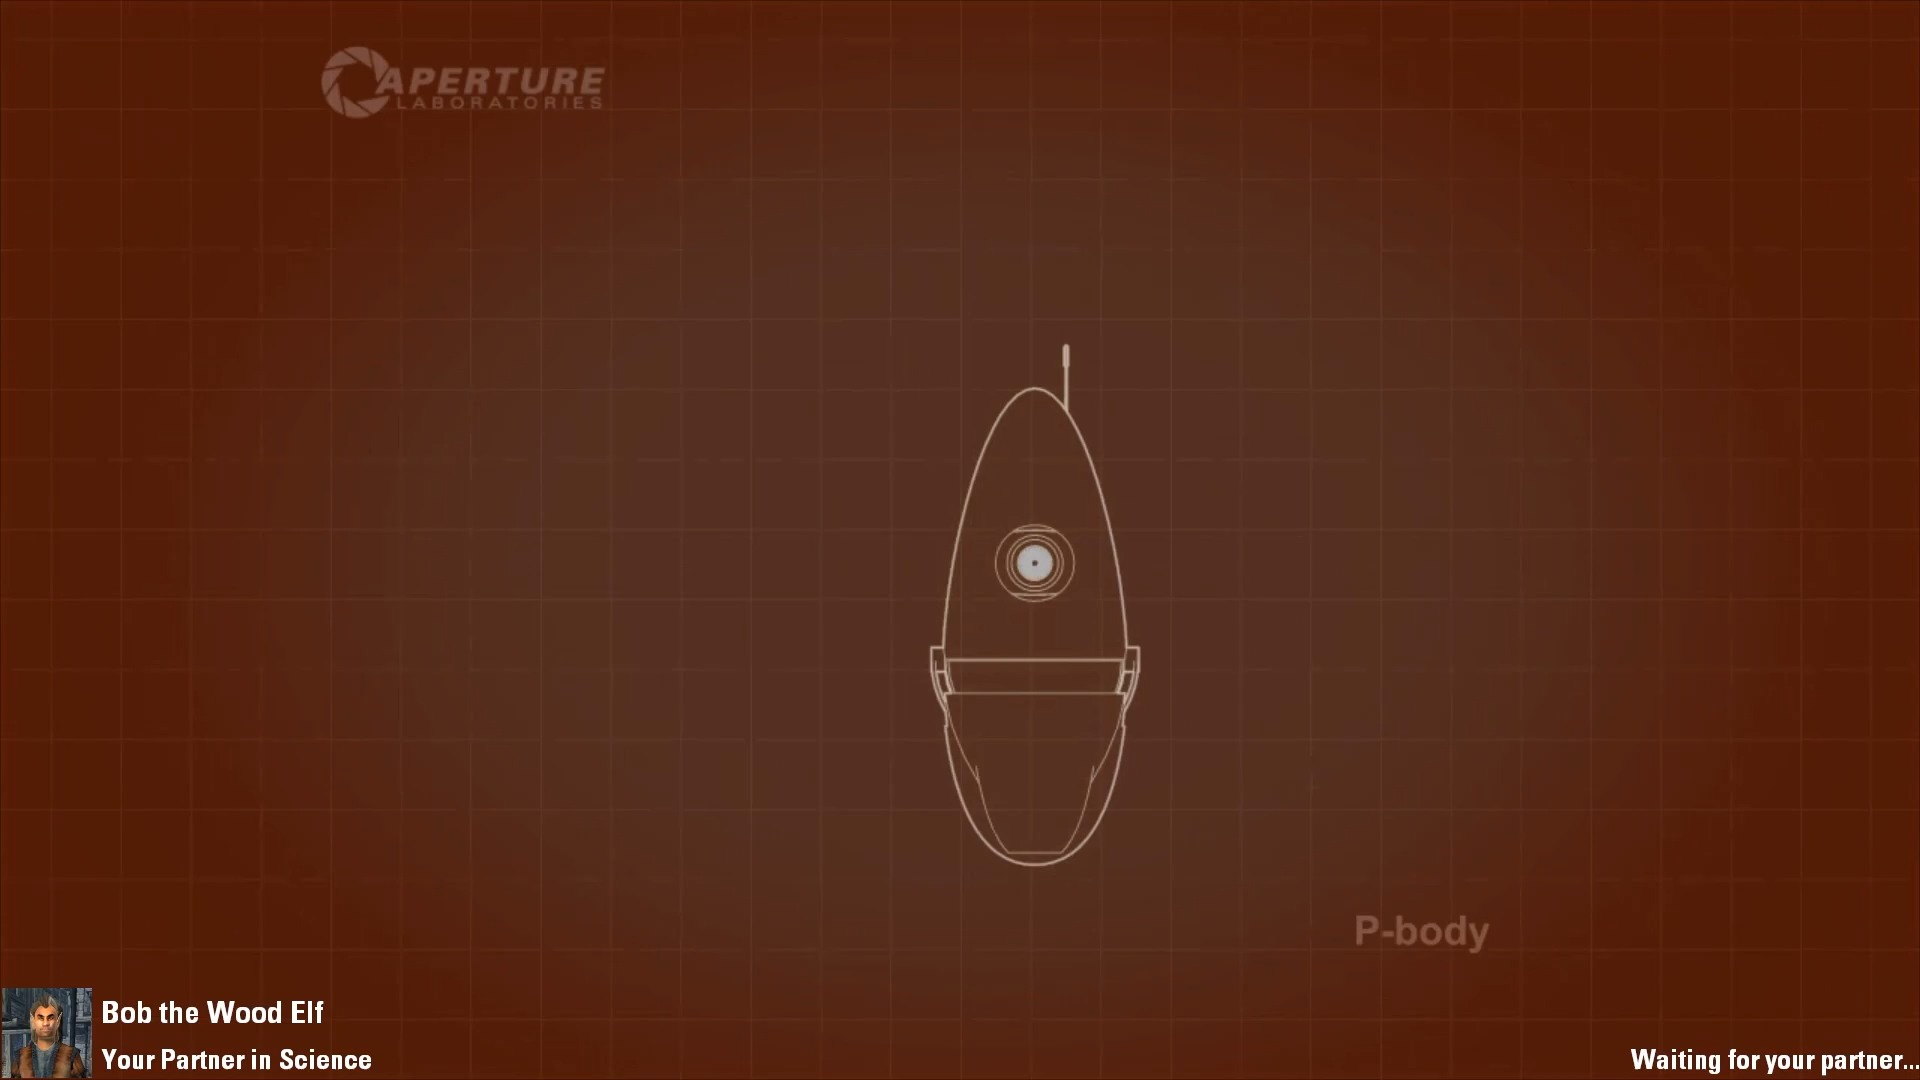 APERTURE
LABORATORIES
P-body
Bob the Wood Elf
Your Partner in Science
Waiting for your partner...